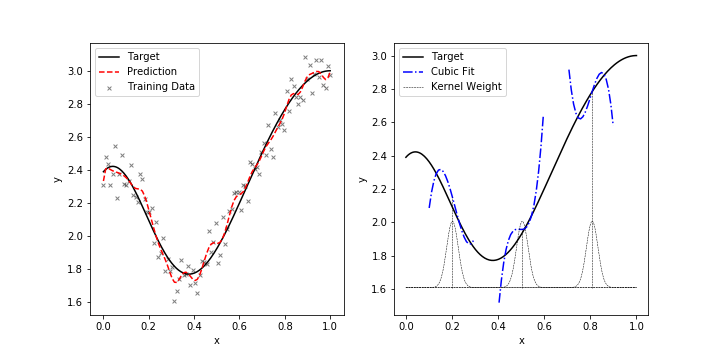 Target
Prediction
Training Data
3.0
2.8
2.6
2.4
2.2
2.0
1.8
1.6
y
0.0 0.2 0.4 0.6 0.8 1.0
x
Target
Cubic Fit
Kernel Weight
3.0
2.8
2.6
2.4
2.2
2.0
1.8
1.6
y
0.0 0.2 0.4 0.6 0.8 1.0
x